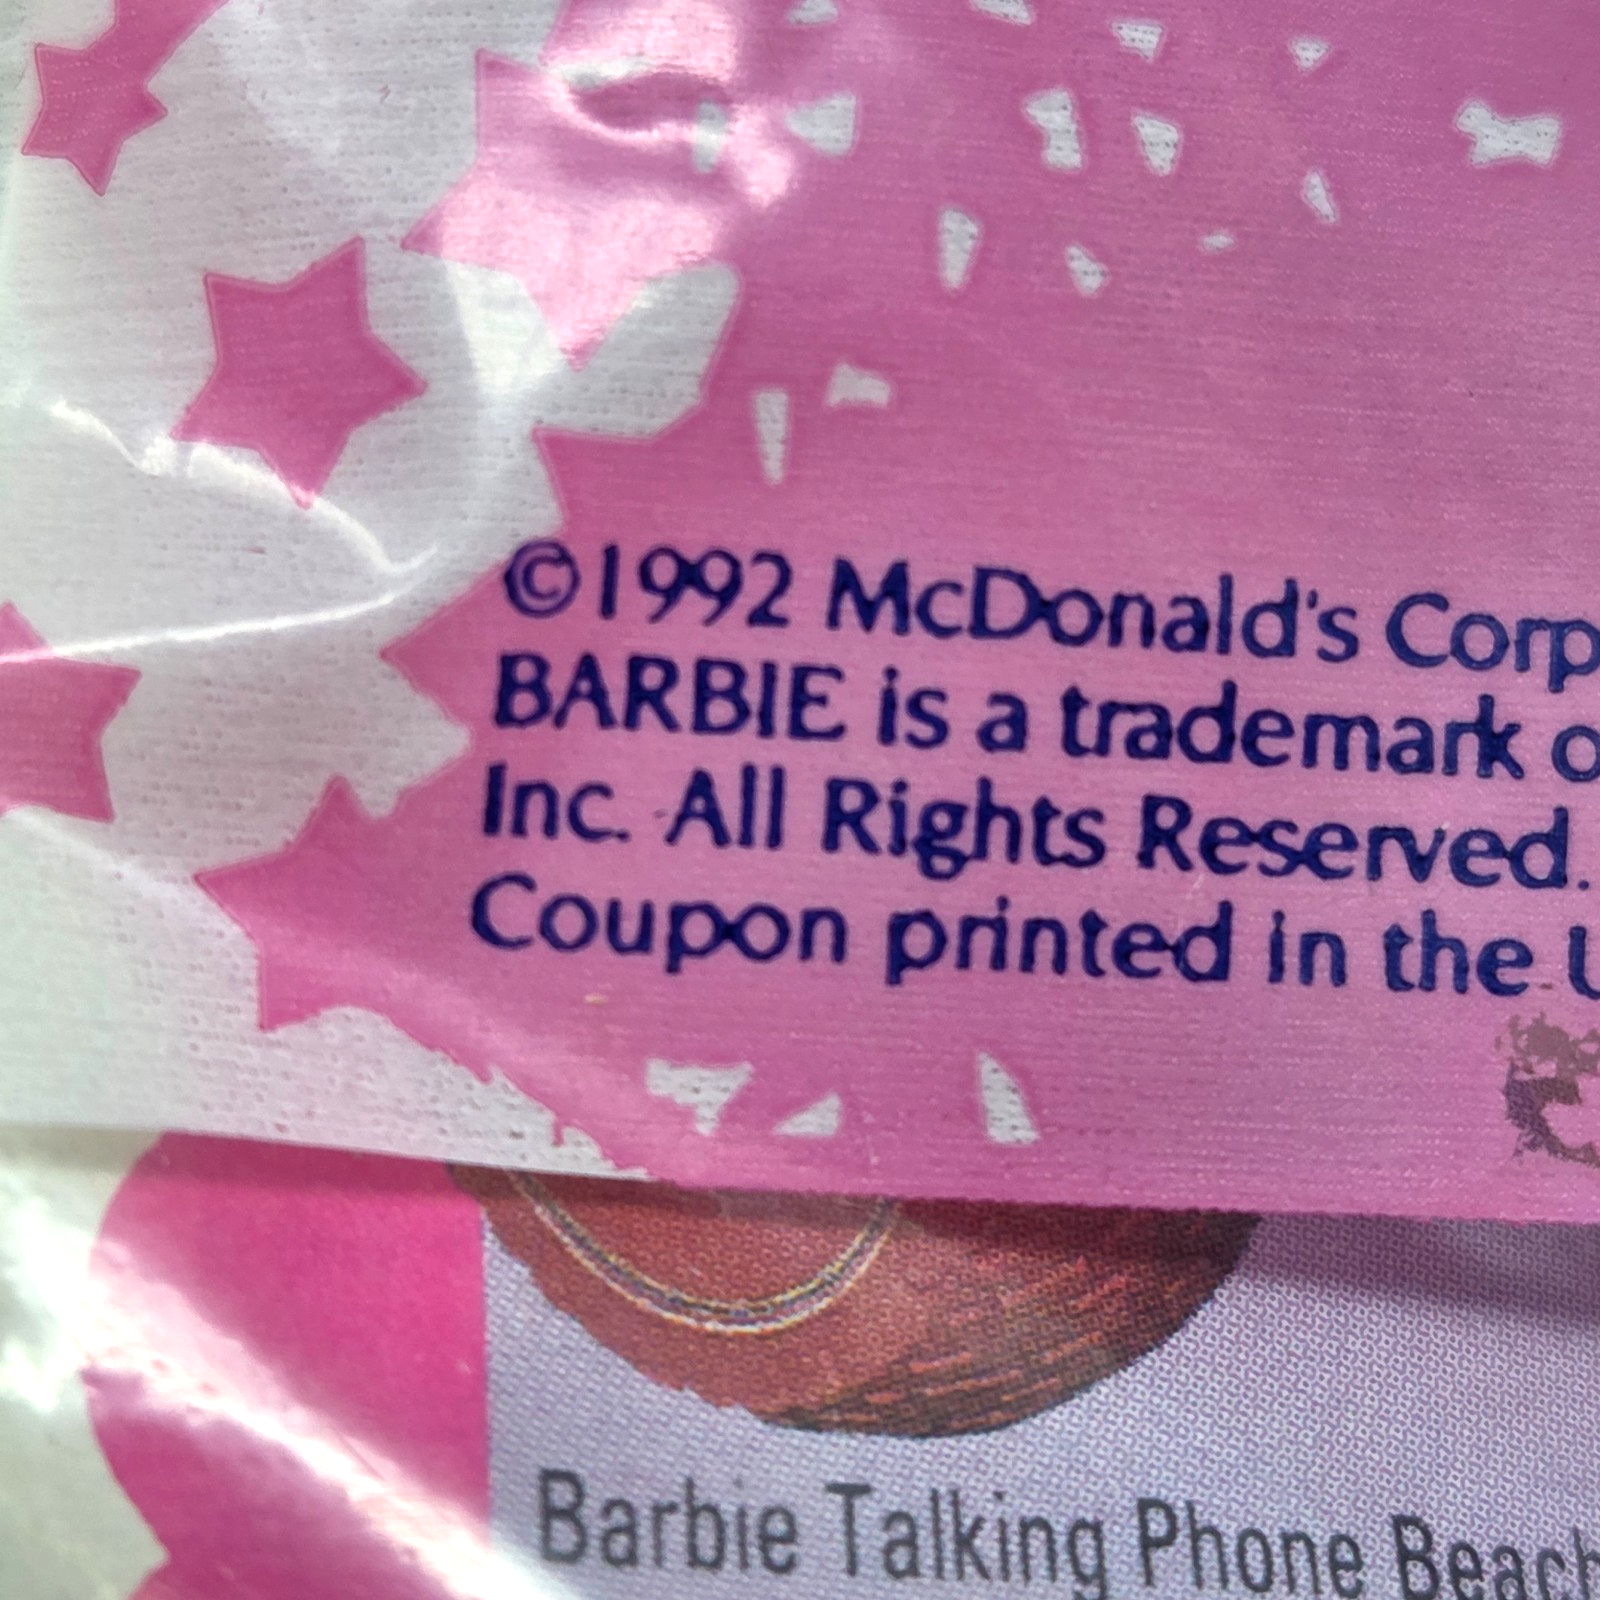 ©1992 McDonald's Corp
BARBIE is a trademark o
Inc. All Rights Reserved.
Coupon printed in the U
Barbie Talking Phone Beach